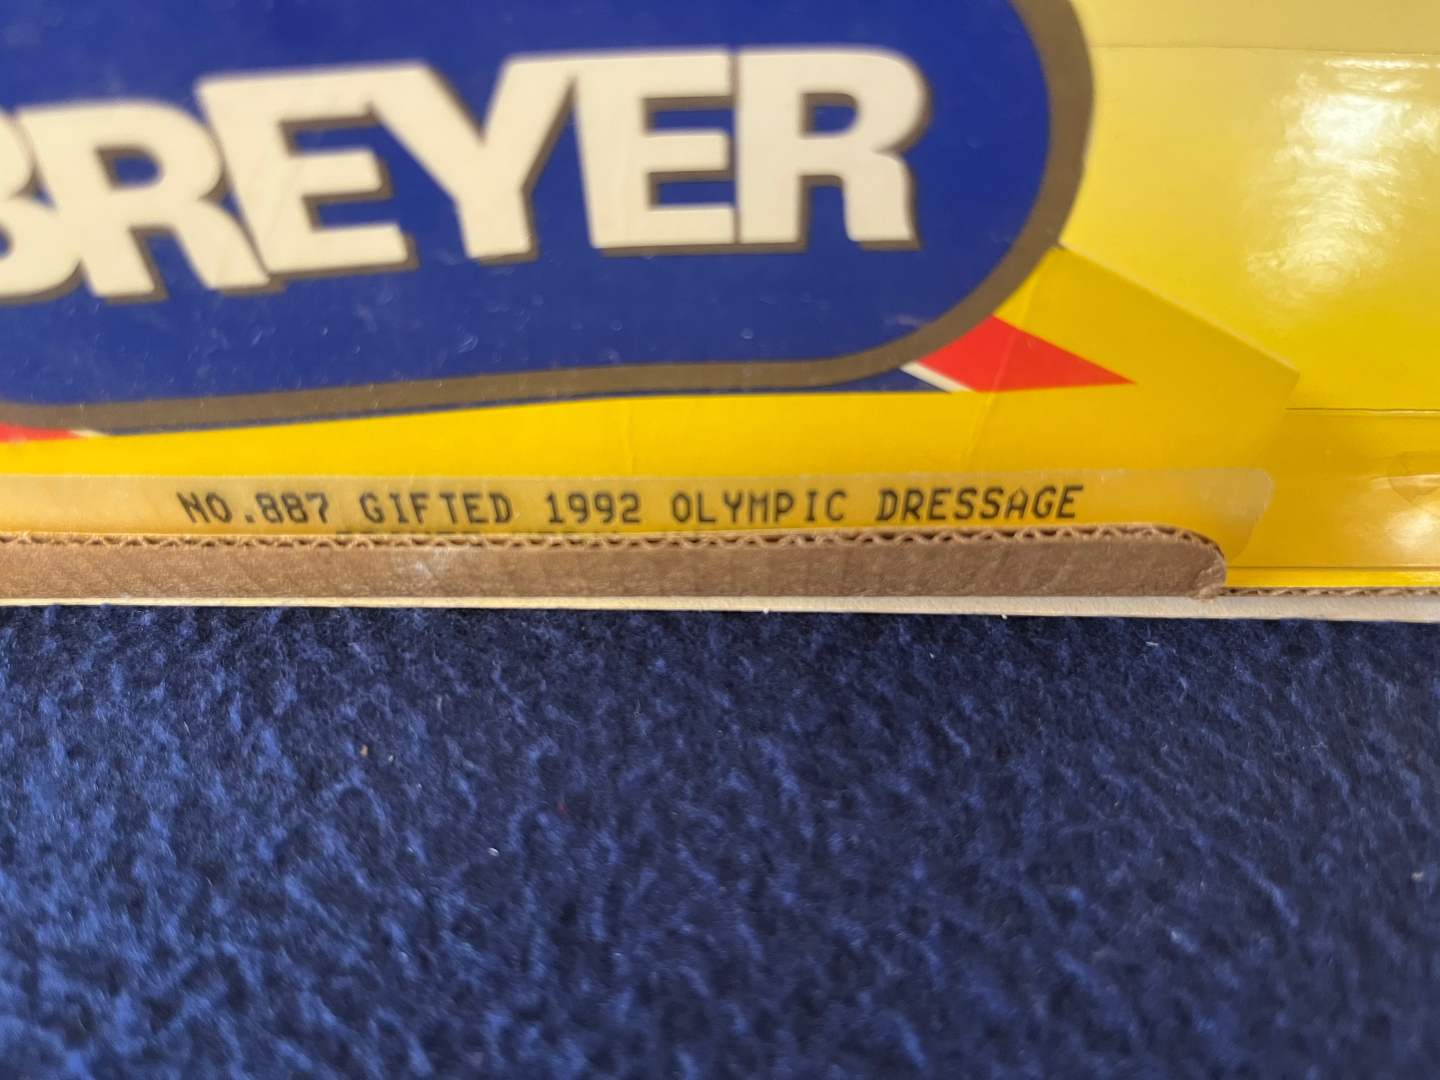 BREYER
NO.887 GIFTED 1992 OLYMPIC DRESSAGE